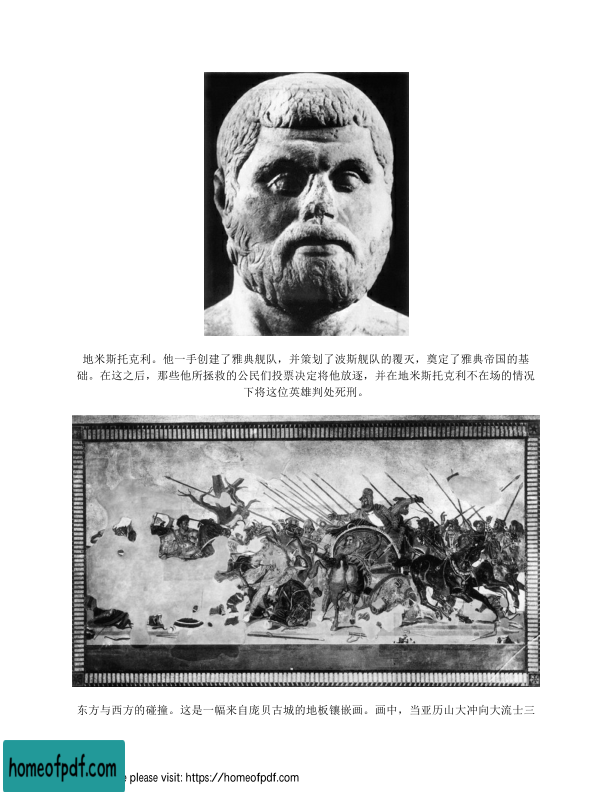 地米斯托克利。他一手创建了雅典舰队，并策划了波斯舰队的覆灭，奠定了雅典帝国的基
础。在这之后，那些他所拯救的公民们投票决定将他放逐，并在地米斯托克利不在场的情况
下将这位英雄判处死刑。
东方与西方的碰撞。这是一幅来自庞贝古城的地板镶嵌画。画中，当亚历山大冲向大流士三
homeofpdf.com
e please visit: https://homeofpdf.com